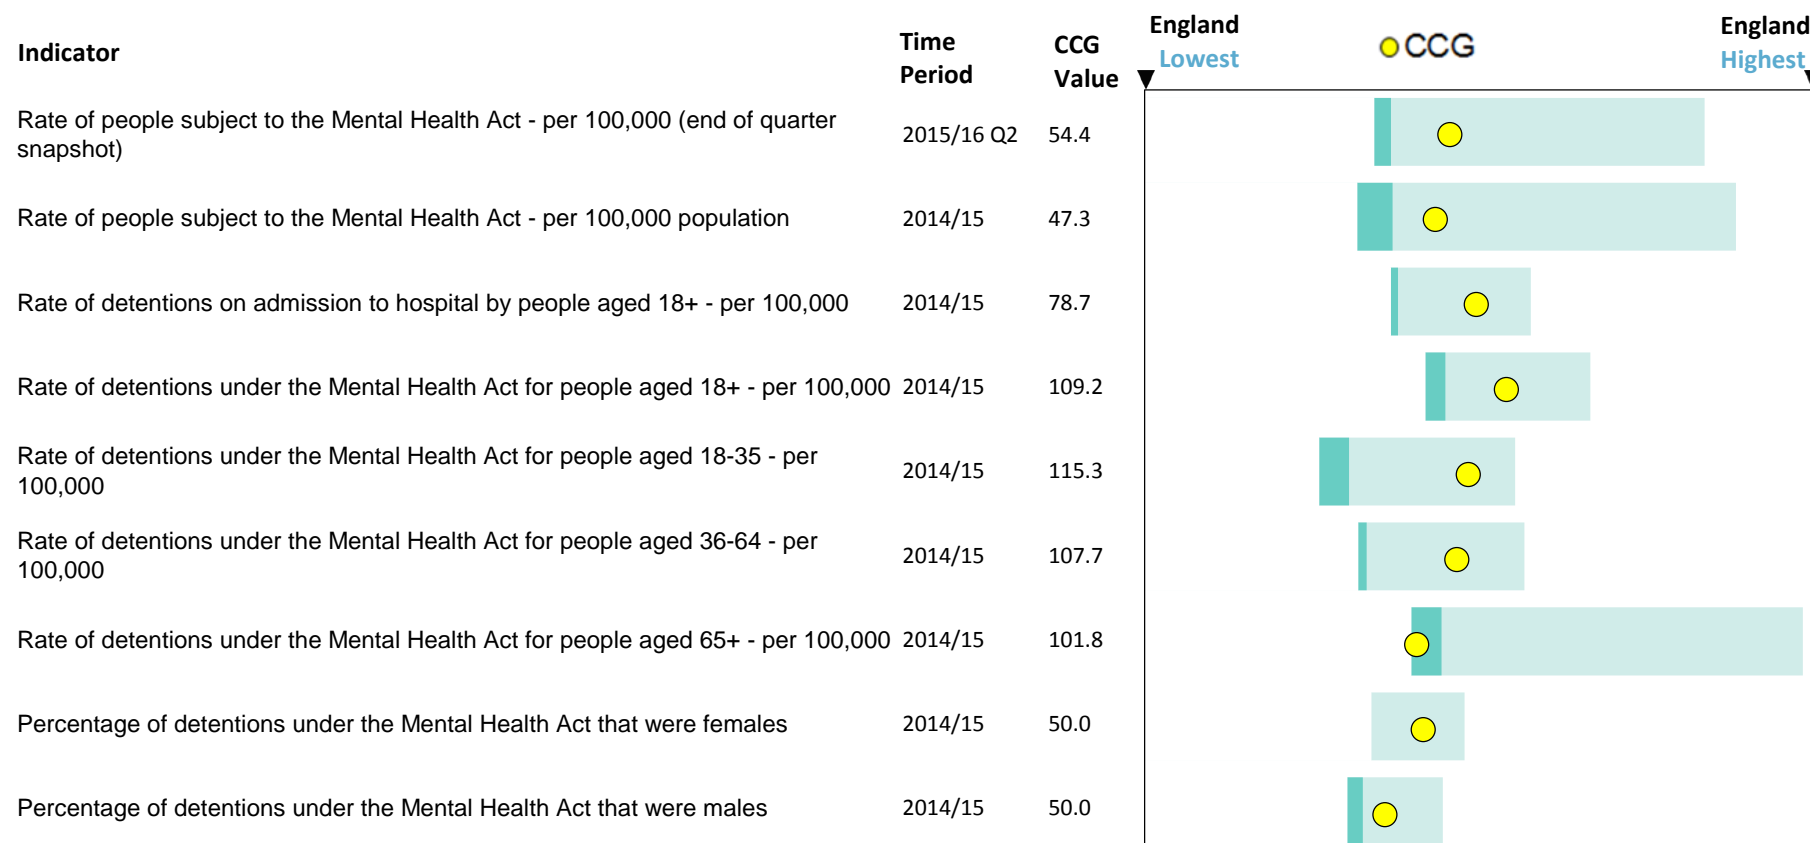 Indicator
Time Period
CCG Value
England Lowest
CCG
England Highest
Rate of people subject to the Mental Health Act - per 100,000 (end of quarter
snapshot)
2015/16 Q2 54.4
Rate of people subject to the Mental Health Act - per 100,000 population 2014/15 47.3
Rate of detentions on admission to hospital by people aged 18+ - per 100,000 2014/15 78.7
Rate of detentions under the Mental Health Act for people aged 18+ - per 100,000 2014/15 109.2
Rate of detentions under the Mental Health Act for people aged 18-35 - per
100,000
2014/15 115.3
Rate of detentions under the Mental Health Act for people aged 36-64 - per
100,000
2014/15 107.7
Rate of detentions under the Mental Health Act for people aged 65+ - per 100,000 2014/15 101.8
Percentage of detentions under the Mental Health Act that were females 2014/15 50.0
Percentage of detentions under the Mental Health Act that were males 2014/15 50.0